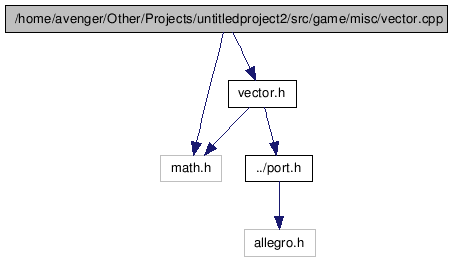 /home/avenger/Other/Projects/untitledproject2/src/game/misc/vector.cpp
vector.h
math.h
../port.h
allegro.h